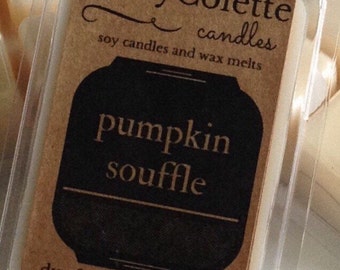 Colette
candles
soy candles and wax melts
pumpkin
souffle